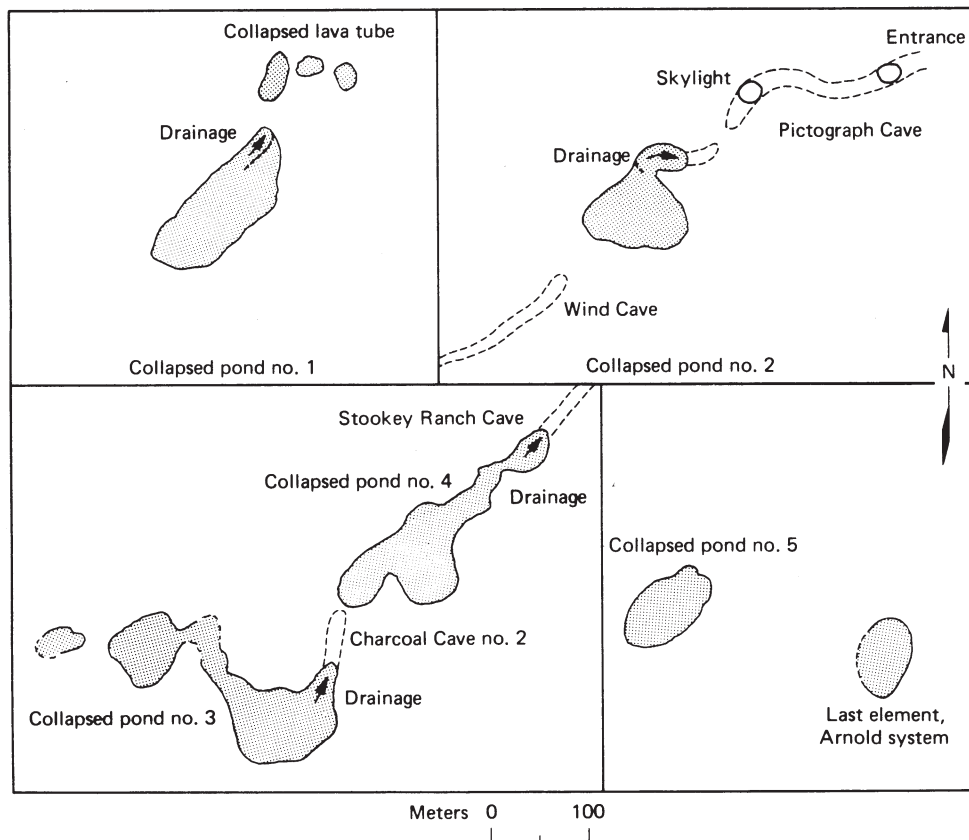 Collapsed lava tube
Drainage
Collapsed pond no. 1
Entrance
Skylight
Pictograph Cave
Drainage
Wind Cave
Collapsed pond no. 2
N
Stookey Ranch Cave
Collapsed pond no. 4
Drainage
Charcoal Cave no. 2
Drainage
Collapsed pond no. 3
Collapsed pond no. 5
Last element,
Arnold system
Meters 0 100